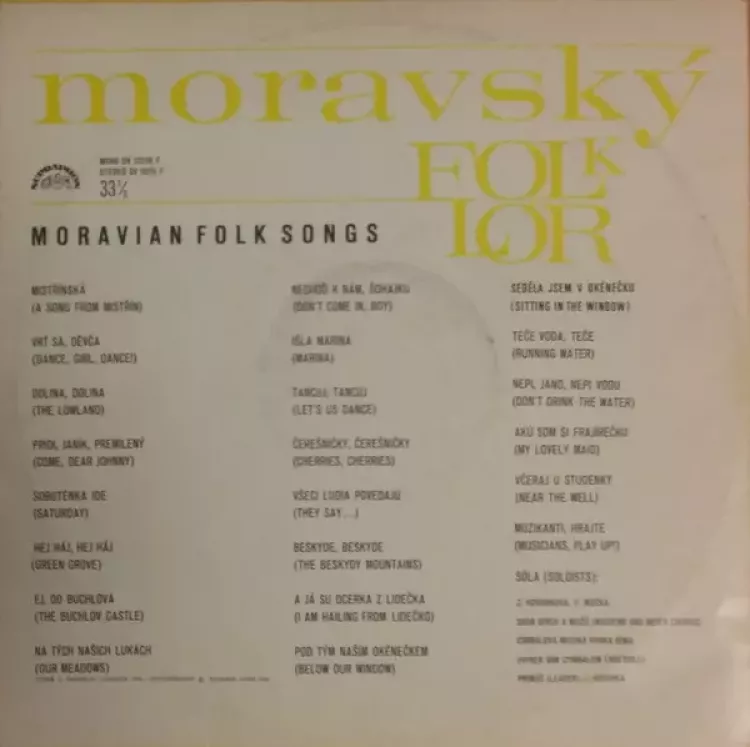 moravský
FOLK
LOR
SUPRAPHON
33⅓
MORAVIAN FOLK SONGS
MISTŘÍNSKÁ
(A SONG FROM MISTŘÍN)
VRŤ SA, DĚVČA
(DANCE, GIRL, DANCE!)
DOLINA, DOLINA
(THE LOWLAND)
PRIDI, JANÍK, PREMILENÝ
(COME, DEAR JOHNNY)
SOBOTĚNKA IDE
(SATURDAY)
HEJ HÁJ, HEJ HÁJ
(GREEN GROVE)
EJ, OD BUCHLOVA
(THE BUCHLOV CASTLE)
NA TÝCH NAŠICH LUKÁCH
(OUR MEADOWS)
NECHOĎ K NÁM, ŠOHAJKU
(DON'T COME IN, BOY)
IŠLA MARINA
(MARINA)
TANCUJ, TANCUJ
(LET'S US DANCE)
ČEREŠNIČKY, ČEREŠNIČKY
(CHERRIES, CHERRIES)
VŠECI LUDIA POVEDAJÚ
(THEY SAY...)
BESKYDE, BESKYDE
(THE BESKYDY MOUNTAINS)
A JÁ SU OCERKA Z LIDEČKA
(I AM HAILING FROM LIDEČKO)
POD TÝM NAŠÍM OKÉNEČKEM
(BELOW OUR WINDOW)
SEDĚLA JSEM V OKÉNEČKU
(SITTING IN THE WINDOW)
TEČE VODA, TEČE
(RUNNING WATER)
NEPI, JANO, NEPI VODU
(DON'T DRINK THE WATER)
AKÚ SOM SI FRAJÍREČKU
(MY LOVELY MAID)
VČERAJ U STUDENKY
(NEAR THE WELL)
MUZIKANTI, HRAJTE
(MUSICIANS, PLAY UP!)
SÓLA (SOLOISTS):